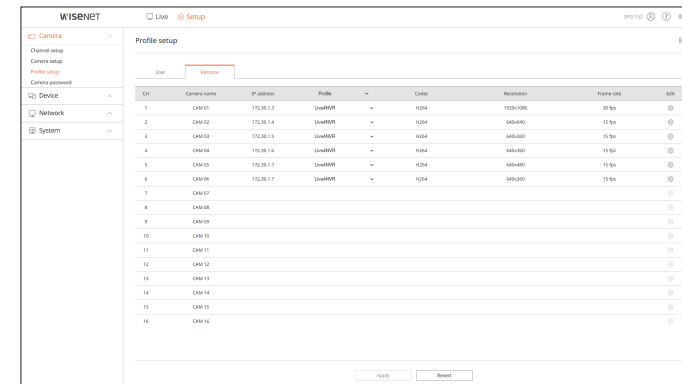 WISENET
Live
Setup
SPD-152
?
Camera
Channel setup
Camera setup
Profile setup
Camera password
Device
Network
System
Profile setup
Live
Remote
CH Camera name IP address Profile Codec Resolution Frame rate Edit
1 CAM 01 172.30.1.3 Live4NVR H264 1920x1080 30 fps
2 CAM 02 172.30.1.4 Live4NVR H264 640x640 15 fps
3 CAM 03 172.30.1.5 Live4NVR H264 640x360 15 fps
4 CAM 04 172.30.1.6 Live4NVR H264 640x360 15 fps
5 CAM 05 172.30.1.7 Live4NVR H264 640x480 15 fps
6 CAM 06 172.30.1.7 Live4NVR H264 640x360 15 fps
7 CAM 07
8 CAM 08
9 CAM 09
10 CAM 10
11 CAM 11
12 CAM 12
13 CAM 13
14 CAM 14
15 CAM 15
16 CAM 16
Apply
Revert